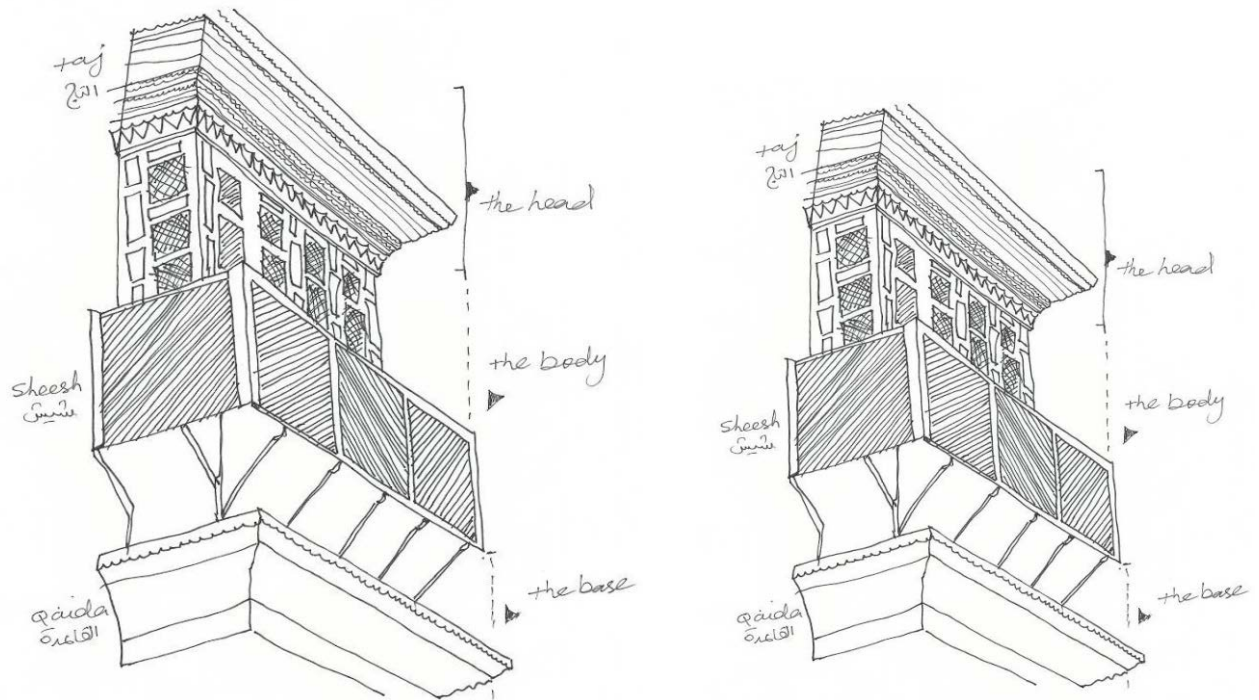 taj
التاج
the head
the body
Sheesh
شيش
the base
Qaida
القاعدة
taj
التاج
the head
the body
Sheesh
شيش
the base
Qaida
القاعدة